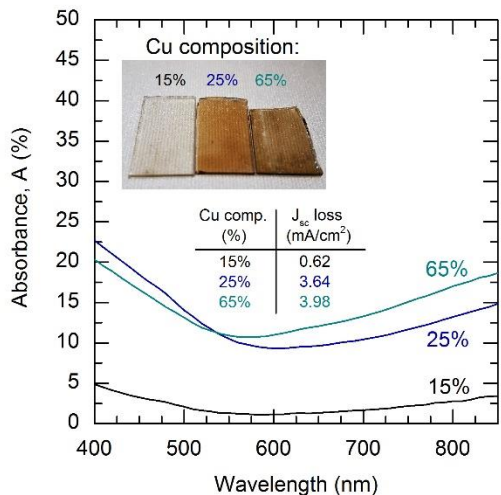 50
45
40
35
30
25
20
15
10
5
0
Absorbance, A (%)
Cu composition:
15% 25% 65%
Cu comp. (%) J_sc loss (mA/cm²)
15% 0.62
25% 3.64
65% 3.98
65%
25%
15%
400 500 600 700 800
Wavelength (nm)